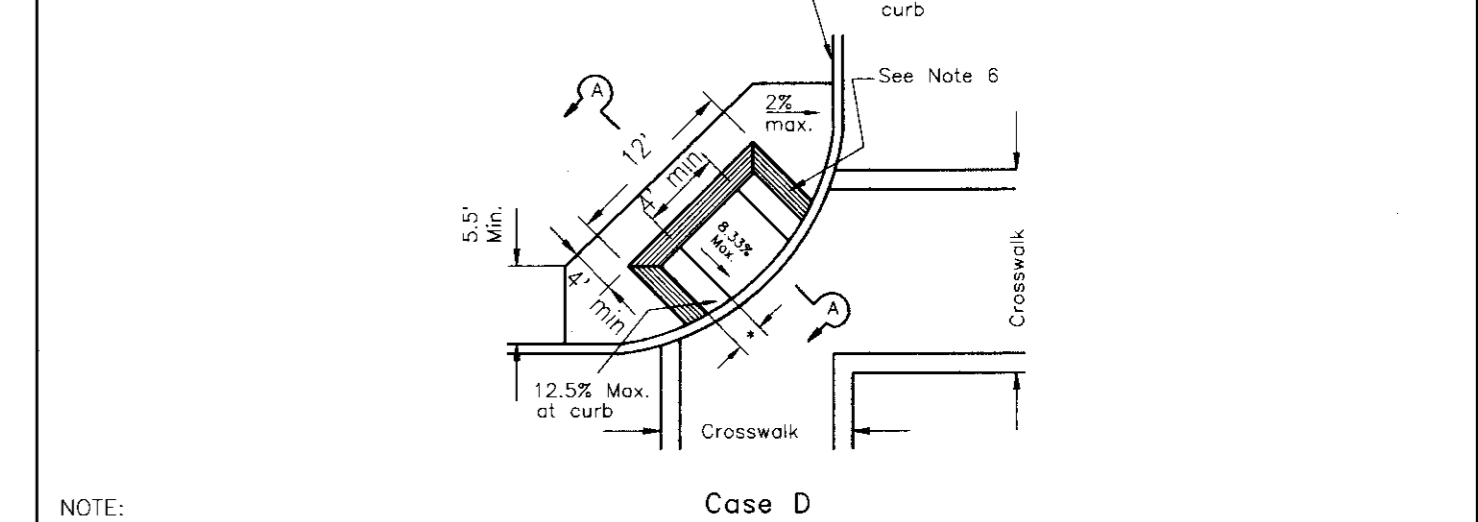 curb
See Note 6
A
2%
max.
12'
4' min
5.5'
Min.
8.33%
Max.
4' min
Crosswalk
A
*
12.5% Max.
at curb
Crosswalk
NOTE:
Case D